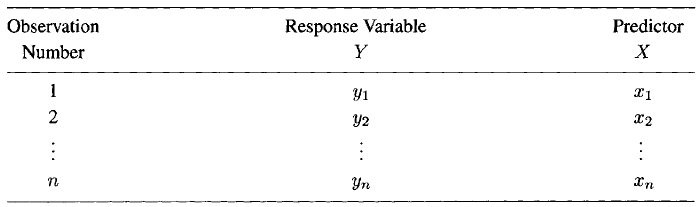 Observation Response Variable Predictor
Number Y X
1 y₁ x₁
2 y₂ x₂
⋮ ⋮ ⋮
n yₙ xₙ